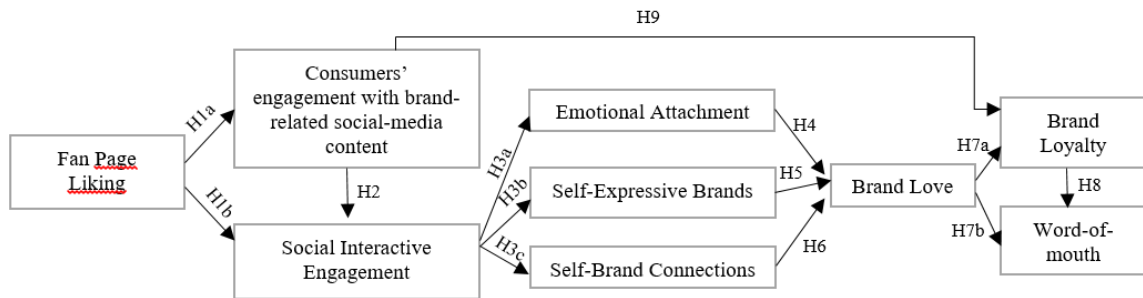 H9
Fan Page
Liking
H1a
H1b
Consumers'
engagement with brand-
related social-media
content
H2
Social Interactive
Engagement
H3a
H3b
H3c
Emotional Attachment
Self-Expressive Brands
Self-Brand Connections
H4
H5
H6
Brand Love
H7a
H7b
Brand
Loyalty
H8
Word-of-
mouth